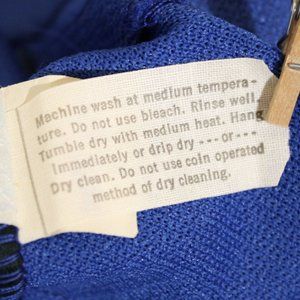 Machine wash at medium tempera-
ture. Do not use bleach. Rinse well.
Tumble dry with medium heat. Hang
immediately or drip dry --- or ---
Dry clean. Do not use coin operated
method of dry cleaning.